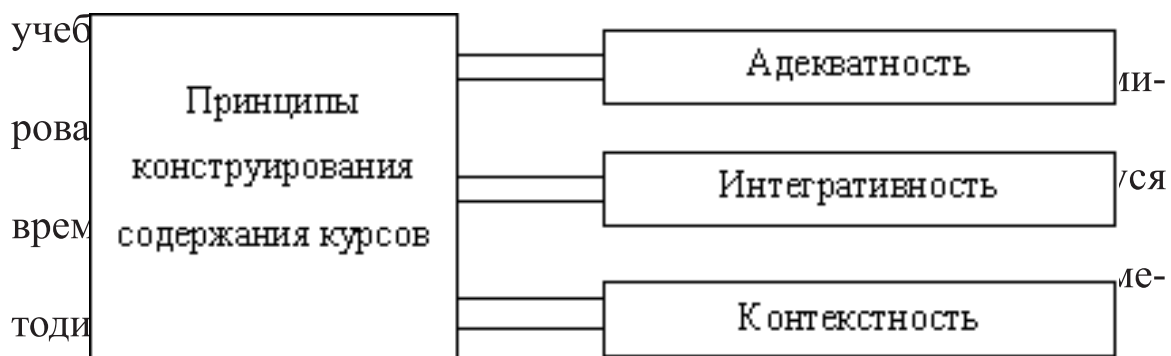 Принципы
конструирования
содержания курсов
Адекватность
Интегративность
Контекстность